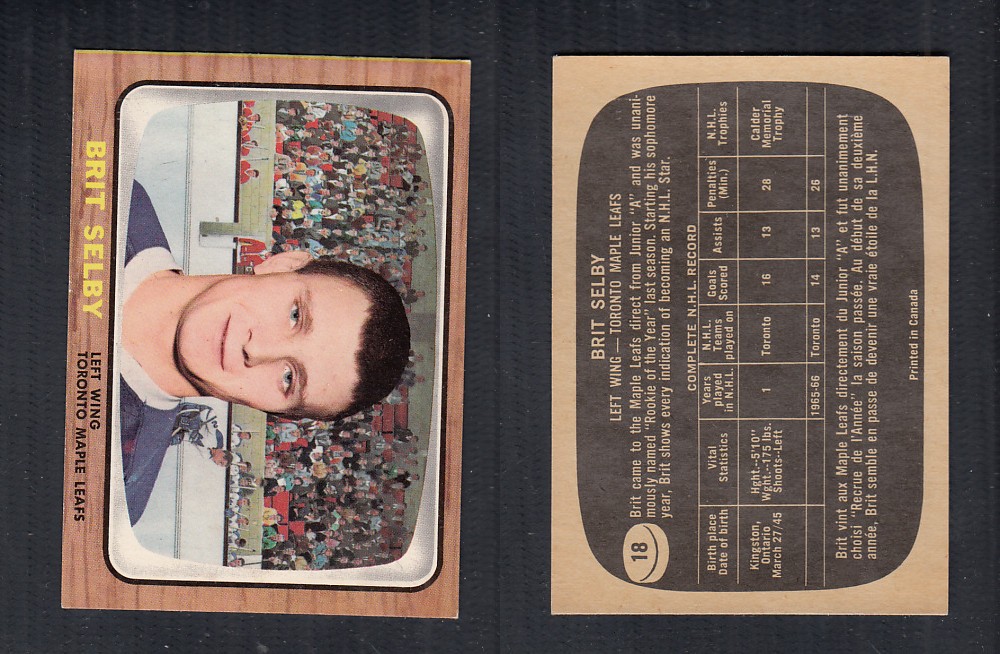 BRIT SELBY
LEFT WING
TORONTO MAPLE LEAFS
18
BRIT SELBY
LEFT WING — TORONTO MAPLE LEAFS
Brit came to the Maple Leafs direct from Junior "A" and was unani-
mously named "Rookie of the Year" last season. Starting his sophomore
year, Brit shows every indication of becoming an N.H.L. Star.
COMPLETE N.H.L. RECORD
Birth place Date of birth | Vital Statistics | Years played in N.H.L. | N.H.L. Teams played on | Goals Scored | Assists | Penalties (Min.) | N.H.L. Trophies
Kingston, Ontario March 27/45 | Hght.--5'10" Wght--175 lbs. Shoots--Left | 1 | Toronto | 16 | 13 | 28 | Calder Memorial Trophy
1965-66 | Toronto | 14 | 13 | 26
Brit vint aux Maple Leafs directement du Junior "A" et fut unaimement
choisi "Recrue de l'Année" la saison passée. Au début de sa deuxième
année, Brit semble en passe de devenir une vraie étoile de la L.H.N.
Printed in Canada